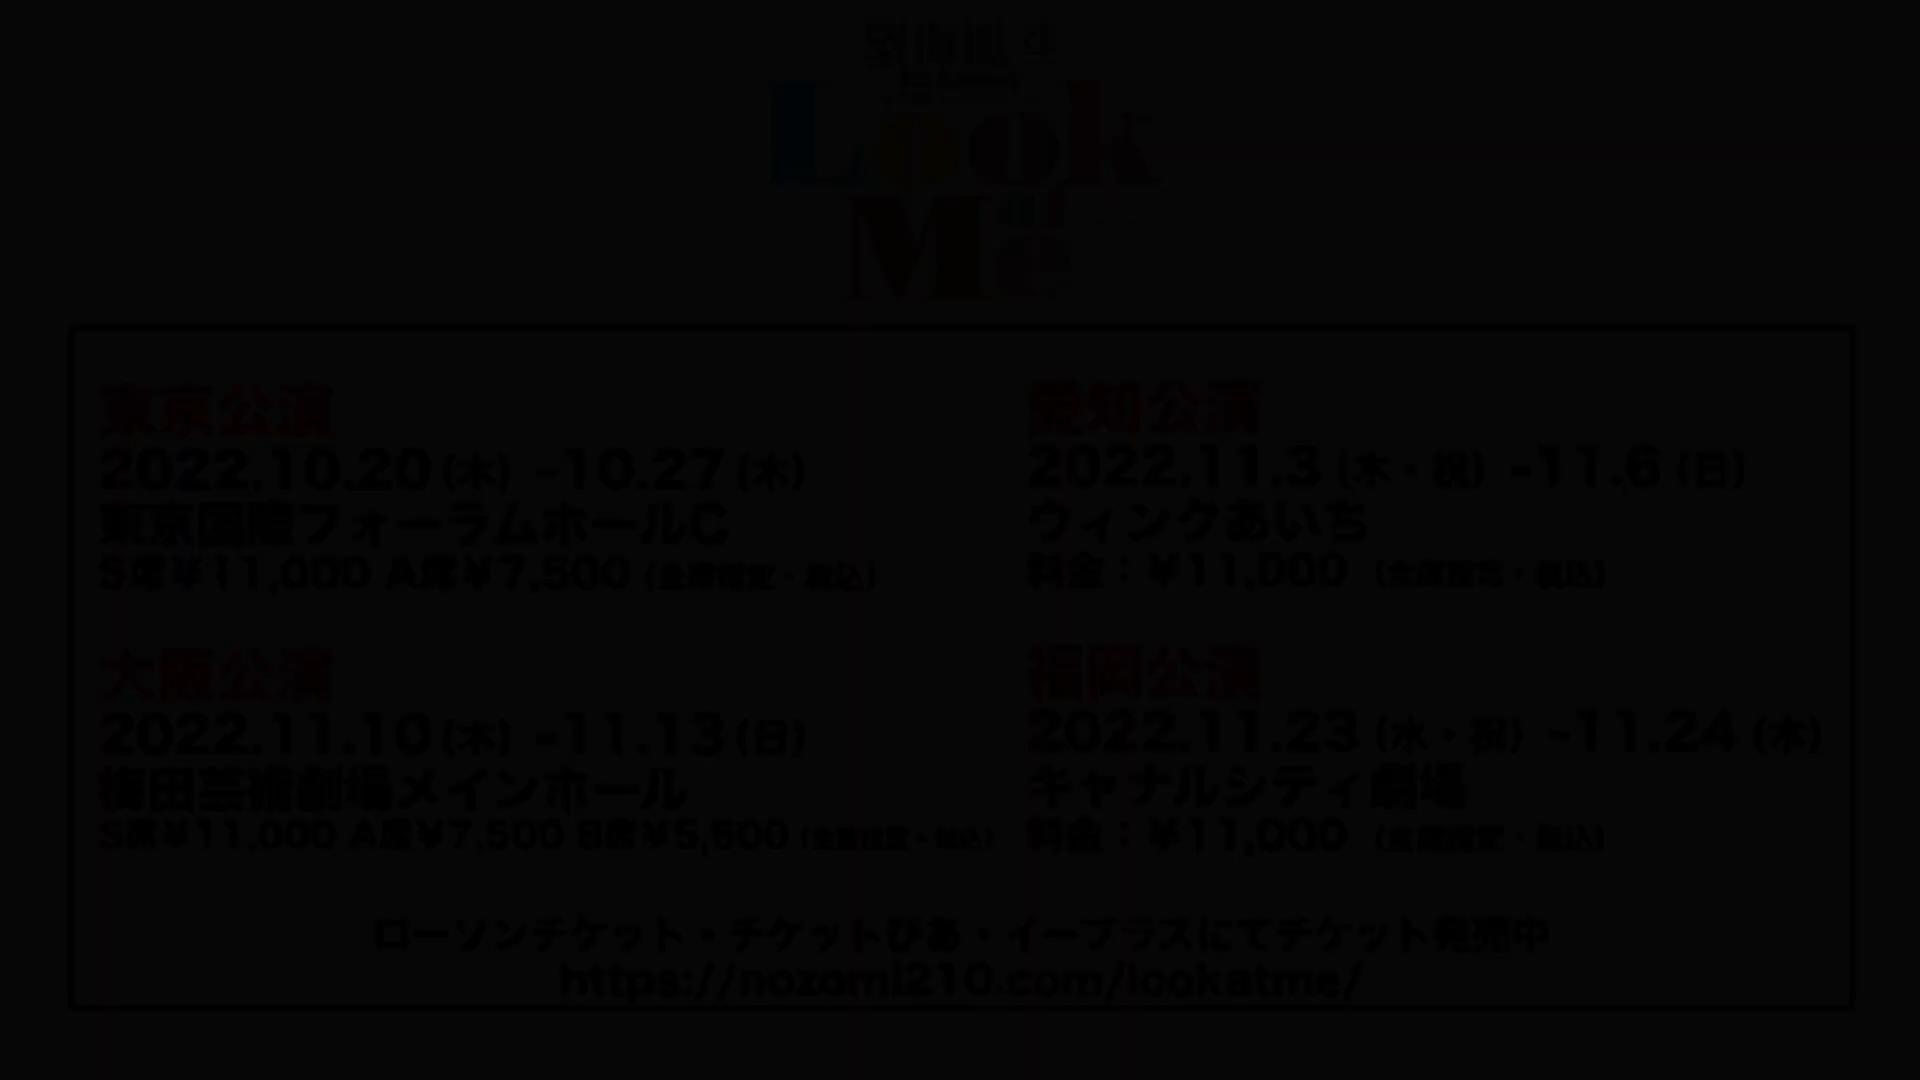 Look
at
Me
東京公演
2022.10.20(木) -10.27(木)
東京国際フォーラムホールC
S席¥11,000 A席¥7,500 (全席指定・税込)
愛知公演
2022.11.3(木・祝) -11.6(日)
ウィンクあいち
料金：¥11,000 (全席指定・税込)
大阪公演
2022.11.10(木) -11.13(日)
梅田芸術劇場メインホール
S席¥11,000 A席¥7,500 B席¥5,500 (全席指定・税込)
福岡公演
2022.11.23(水・祝) -11.24(木)
キャナルシティ劇場
料金：¥11,000 (全席指定・税込)
ローソンチケット・チケットぴあ・イープラスにてチケット発売中
https://nozomi210.com/lookatme/